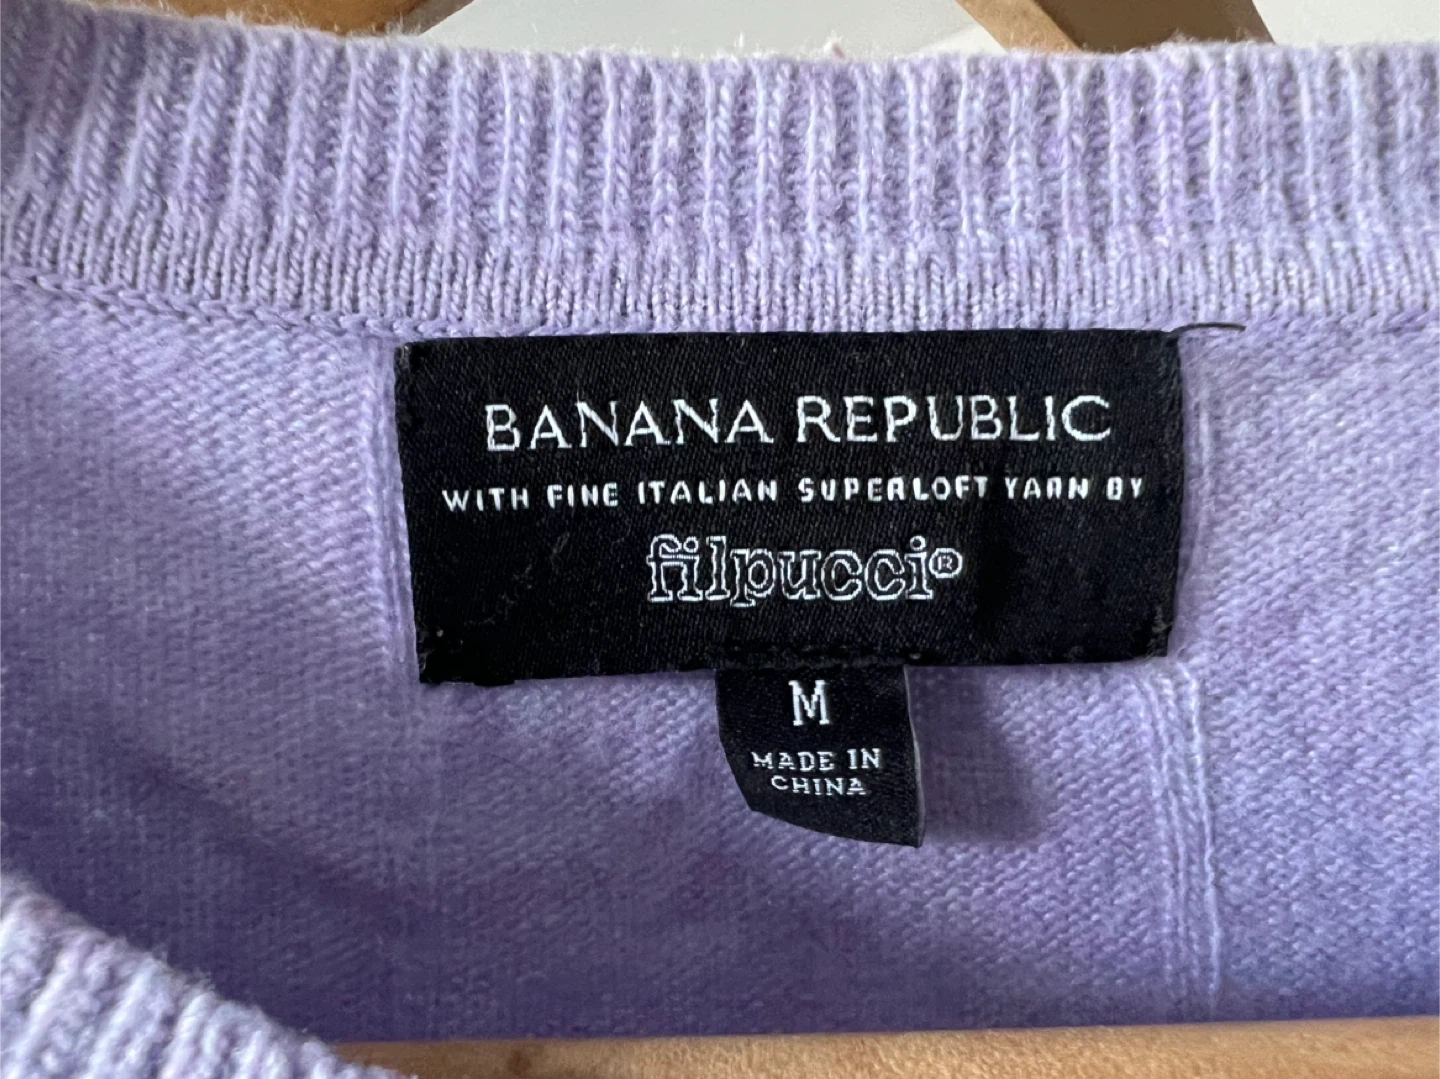 BANANA REPUBLIC
WITH FINE ITALIAN SUPERLOFT YARN BY
filpucci®
M
MADE IN
CHINA